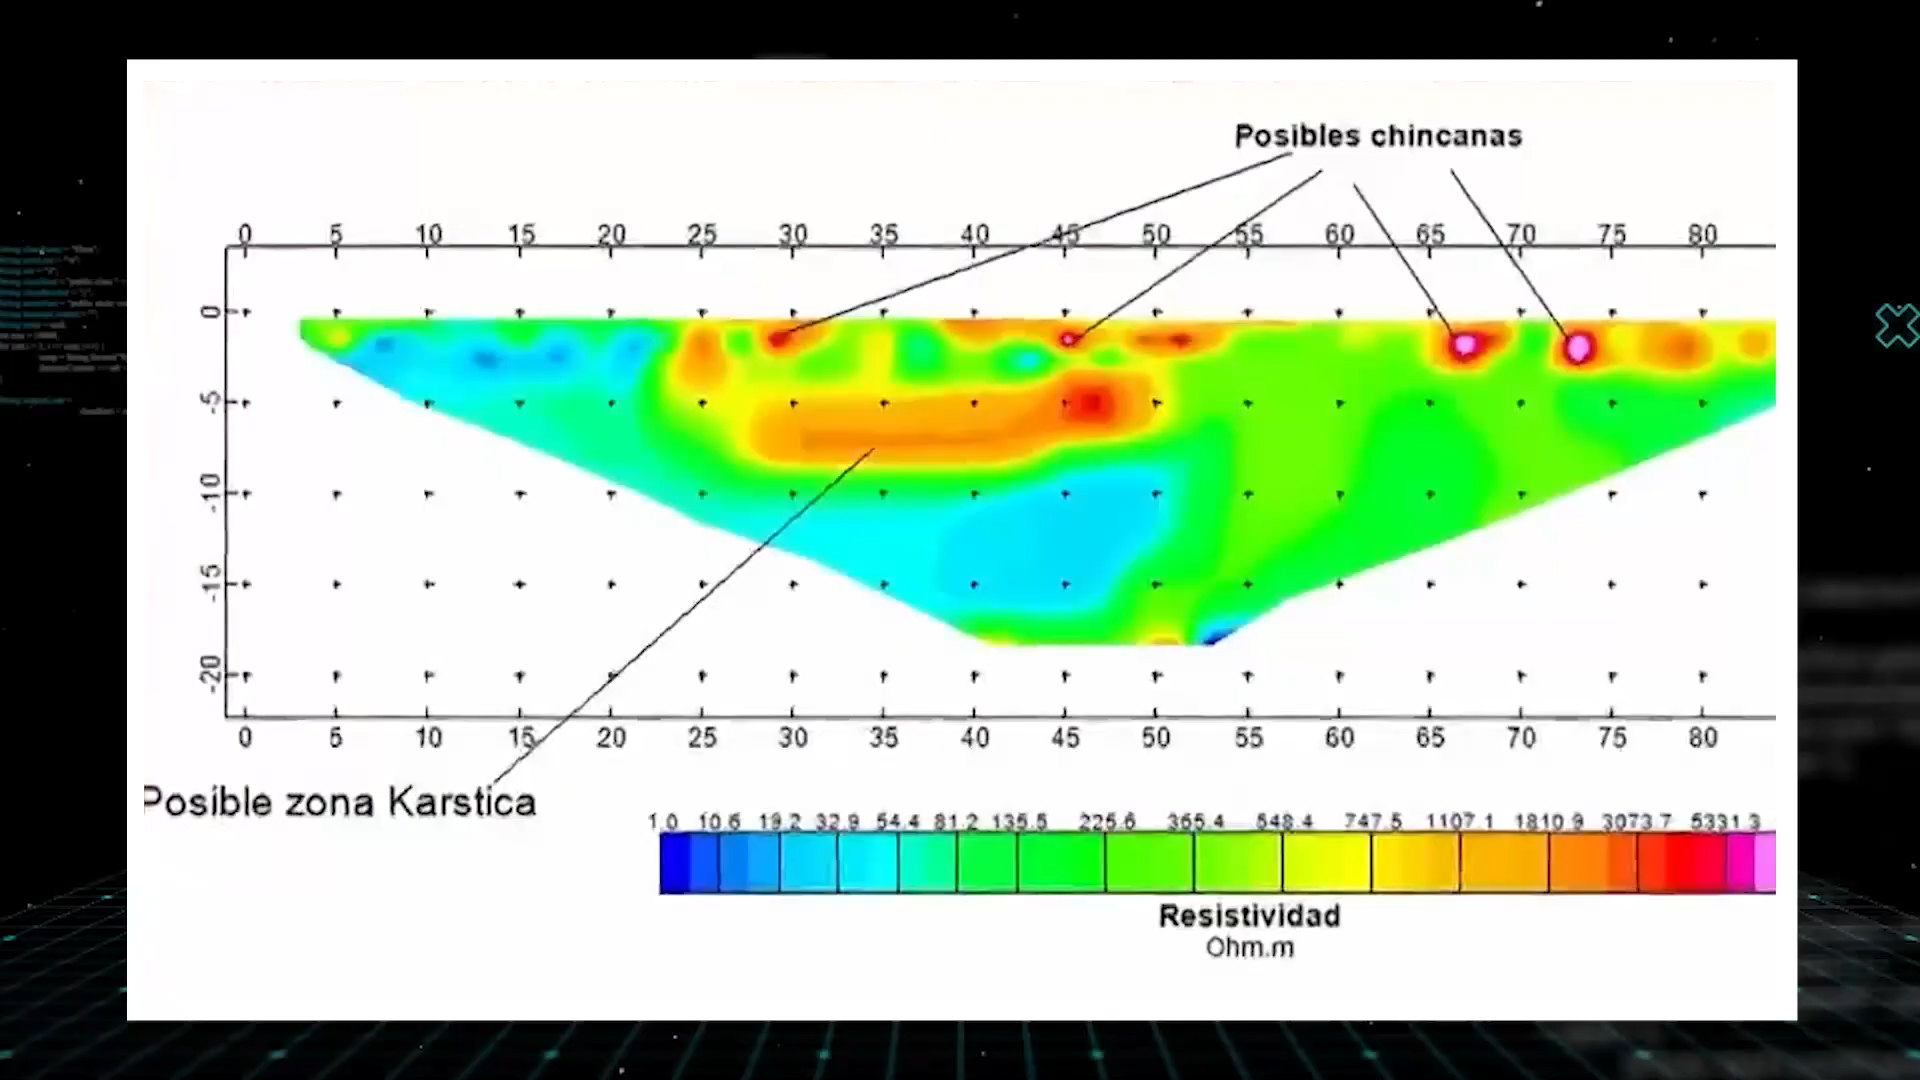 Posibles chincanas
0 5 10 15 20 25 30 35 40 45 50 55 60 65 70 75 80
0
-5
-10
-15
-20
0 5 10 15 20 25 30 35 40 45 50 55 60 65 70 75 80
Posible zona Karstica
1.0 10.6 19.2 32.9 54.4 81.2 135.5 225.6 365.4 548.4 747.5 1107.1 1810.9 3073.7 5331.3
Resistividad
Ohm.m